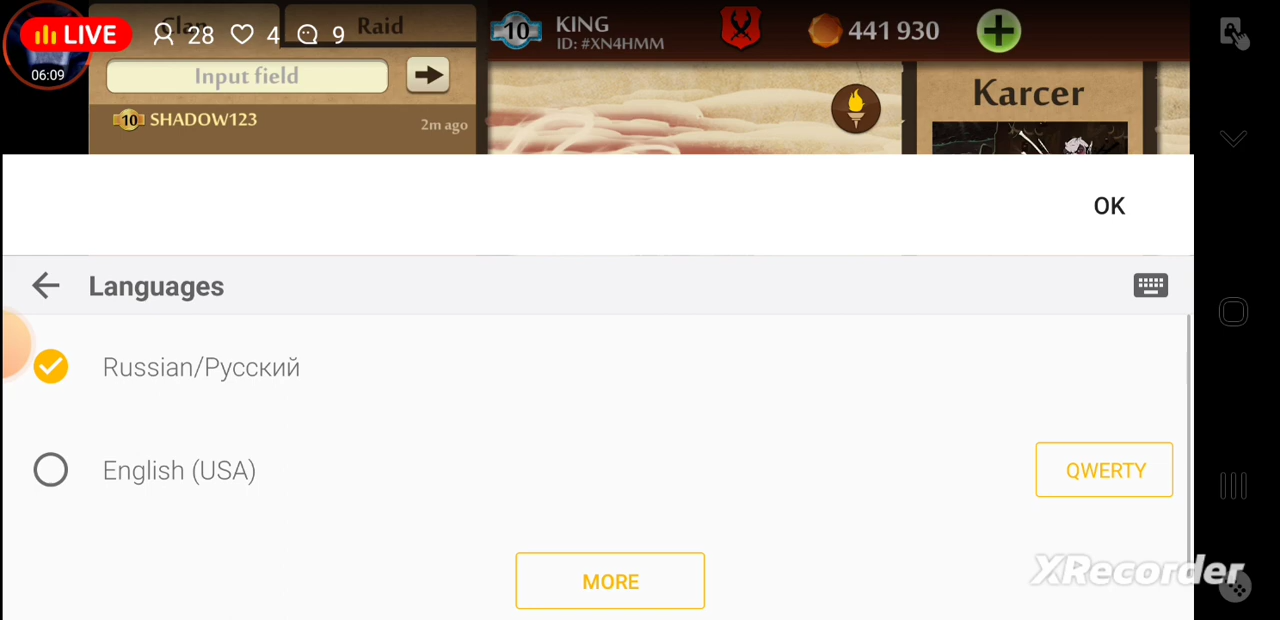 LIVE 28 4 9
06:09
Clan Raid
Input field
10 SHADOW123
2m ago
10 KING
ID: #XN4HMM
441 930
Karcer
OK
Languages
Russian/Русский
English (USA)
QWERTY
MORE
XRecorder